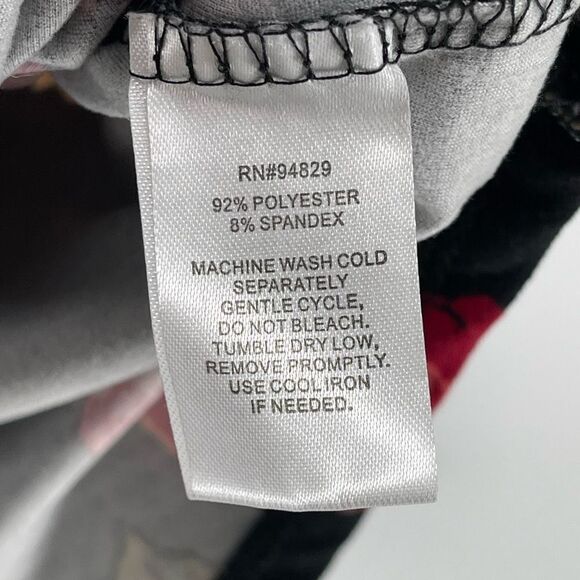 RN#94829
92% POLYESTER
8% SPANDEX
MACHINE WASH COLD
SEPARATELY
GENTLE CYCLE,
DO NOT BLEACH.
TUMBLE DRY LOW,
REMOVE PROMPTLY.
USE COOL IRON
IF NEEDED.